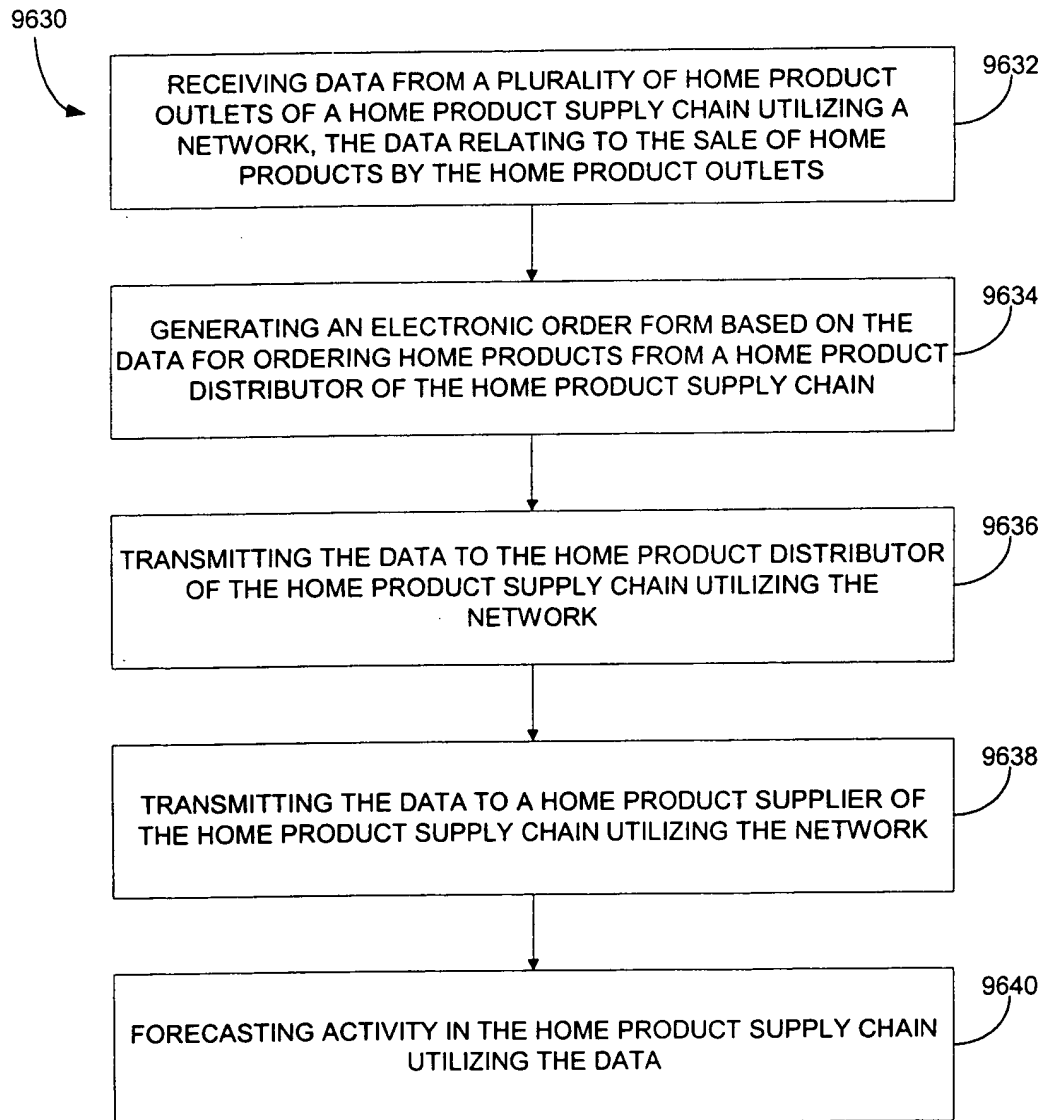 9630
RECEIVING DATA FROM A PLURALITY OF HOME PRODUCT
OUTLETS OF A HOME PRODUCT SUPPLY CHAIN UTILIZING A
NETWORK, THE DATA RELATING TO THE SALE OF HOME
PRODUCTS BY THE HOME PRODUCT OUTLETS
9632
GENERATING AN ELECTRONIC ORDER FORM BASED ON THE
DATA FOR ORDERING HOME PRODUCTS FROM A HOME PRODUCT
DISTRIBUTOR OF THE HOME PRODUCT SUPPLY CHAIN
9634
TRANSMITTING THE DATA TO THE HOME PRODUCT DISTRIBUTOR
OF THE HOME PRODUCT SUPPLY CHAIN UTILIZING THE
NETWORK
9636
TRANSMITTING THE DATA TO A HOME PRODUCT SUPPLIER OF
THE HOME PRODUCT SUPPLY CHAIN UTILIZING THE NETWORK
9638
FORECASTING ACTIVITY IN THE HOME PRODUCT SUPPLY CHAIN
UTILIZING THE DATA
9640